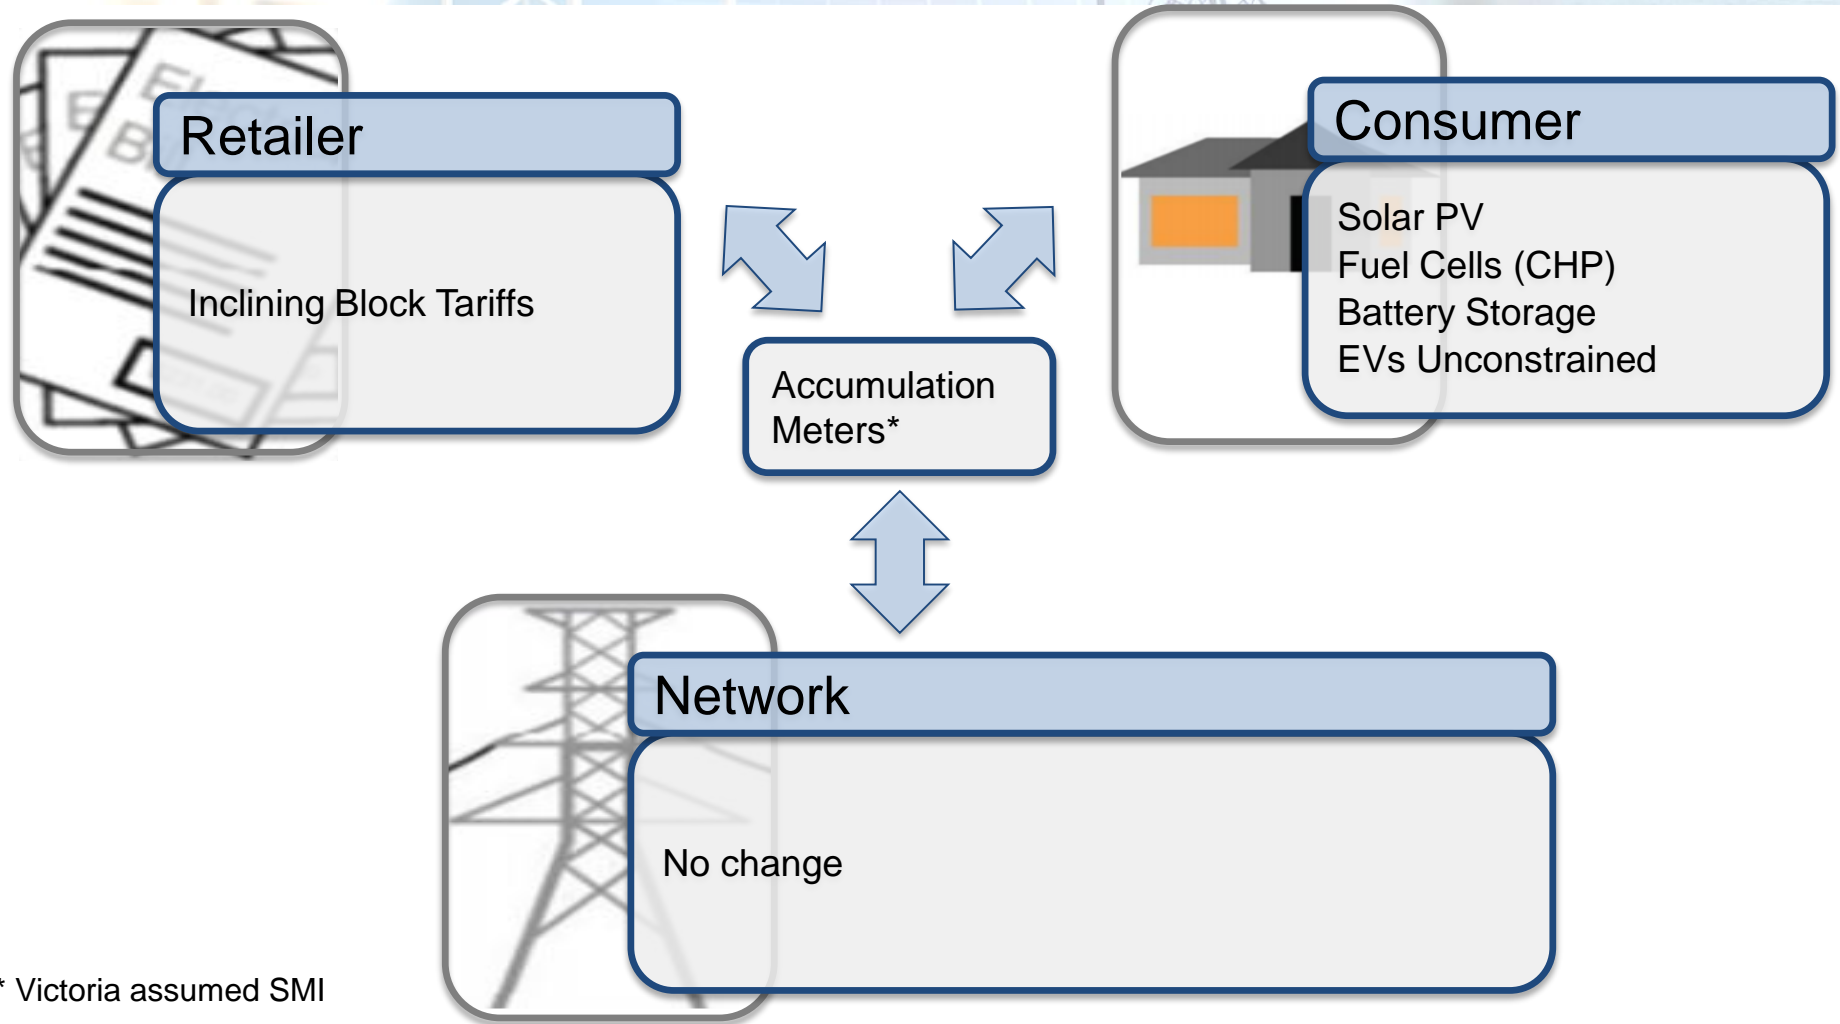 Retailer
Inclining Block Tariffs
Consumer
Solar PV
Fuel Cells (CHP)
Battery Storage
EVs Unconstrained
Accumulation
Meters*
Network
No change
* Victoria assumed SMI